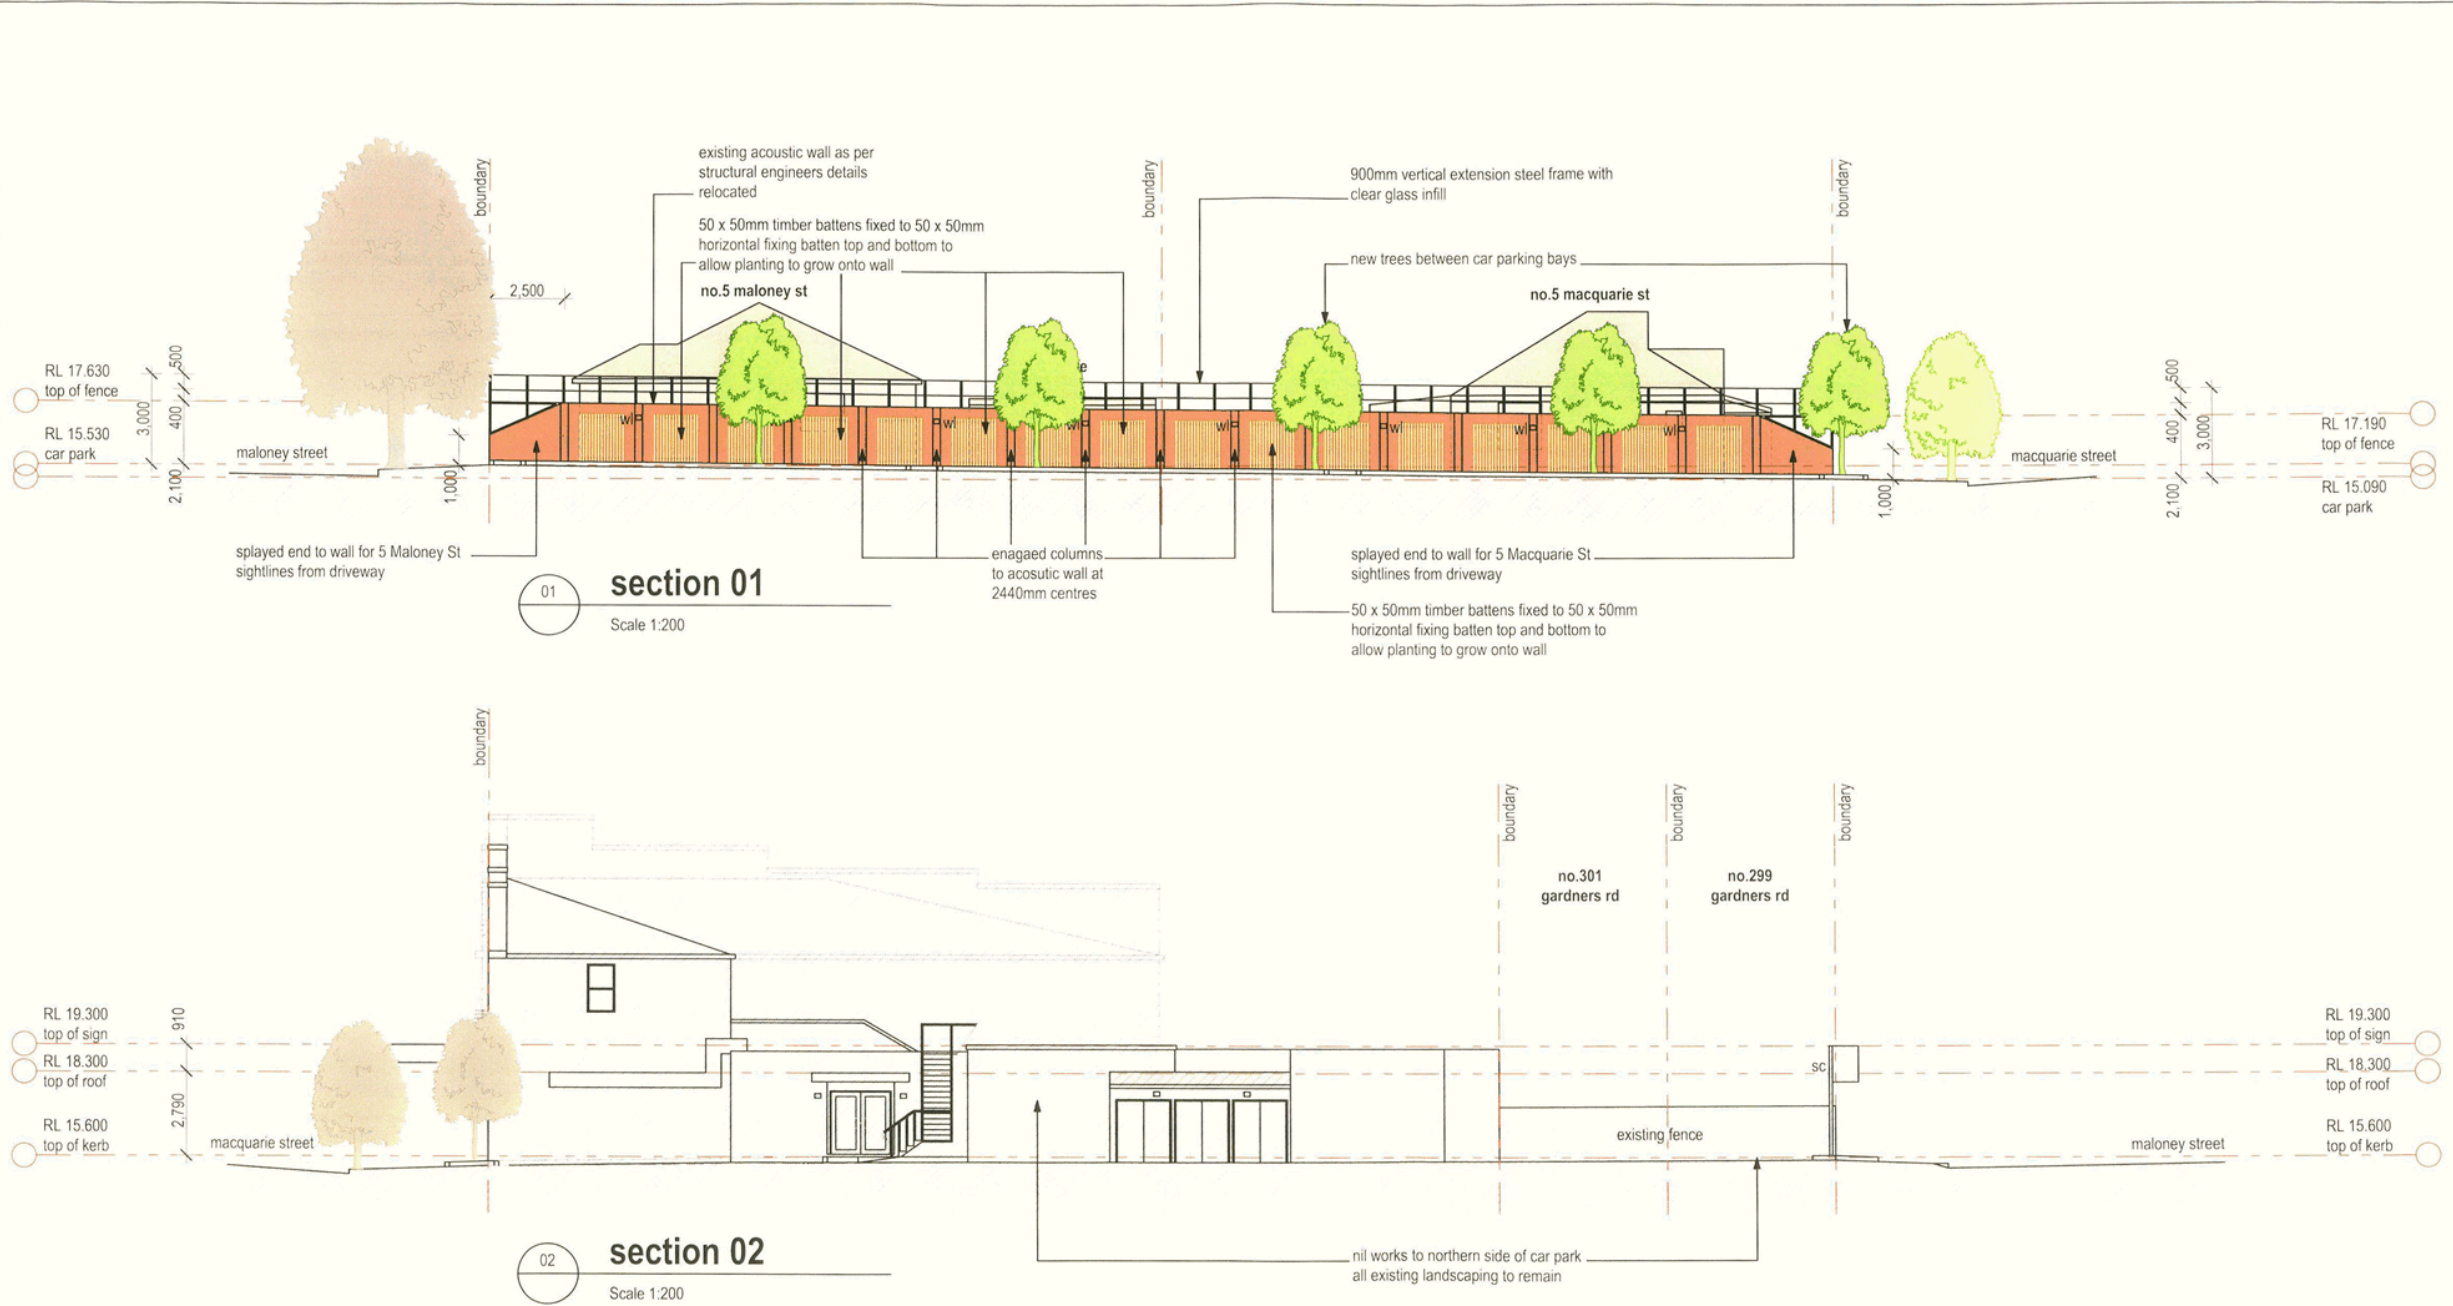 existing acoustic wall as per
structural engineers details
relocated
boundary
boundary
boundary
900mm vertical extension steel frame with
clear glass infill
50 x 50mm timber battens fixed to 50 x 50mm
horizontal fixing batten top and bottom to
allow planting to grow onto wall
new trees between car parking bays
2,500
no.5 maloney st
no.5 macquarie st
RL 17.630
top of fence
RL 15.530
car park
3,000
500
400
2,100
1,000
maloney street
e
wl
wl
wl
wl
wl
wl
wl
macquarie street
1,000
500
400
2,100
3,000
RL 17.190
top of fence
RL 15.090
car park
splayed end to wall for 5 Maloney St
sightlines from driveway
enagaed columns
to acosutic wall at
2440mm centres
splayed end to wall for 5 Macquarie St
sightlines from driveway
50 x 50mm timber battens fixed to 50 x 50mm
horizontal fixing batten top and bottom to
allow planting to grow onto wall
01
section 01
Scale 1:200
boundary
boundary
boundary
boundary
no.301
gardners rd
no.299
gardners rd
RL 19.300
top of sign
RL 18.300
top of roof
RL 15.600
top of kerb
910
2,790
macquarie street
sc
existing fence
maloney street
RL 19.300
top of sign
RL 18.300
top of roof
RL 15.600
top of kerb
nil works to northern side of car park
all existing landscaping to remain
02
section 02
Scale 1:200